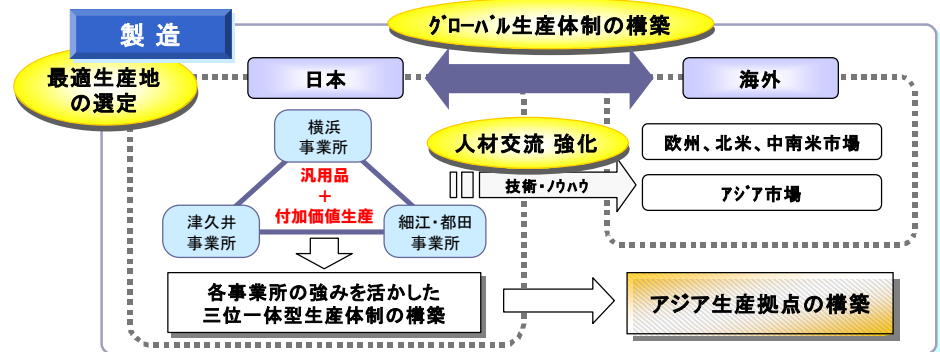 グローバル生産体制の構築
製 造
最適生産地
の選定
日本
海外
横浜
事業所
汎用品
+
付加価値生産
津久井
事業所
細江・都田
事業所
人材交流 強化
技術・ノウハウ
欧州、北米、中南米市場
アジア市場
各事業所の強みを活かした
三位一体型生産体制の構築
アジア生産拠点の構築